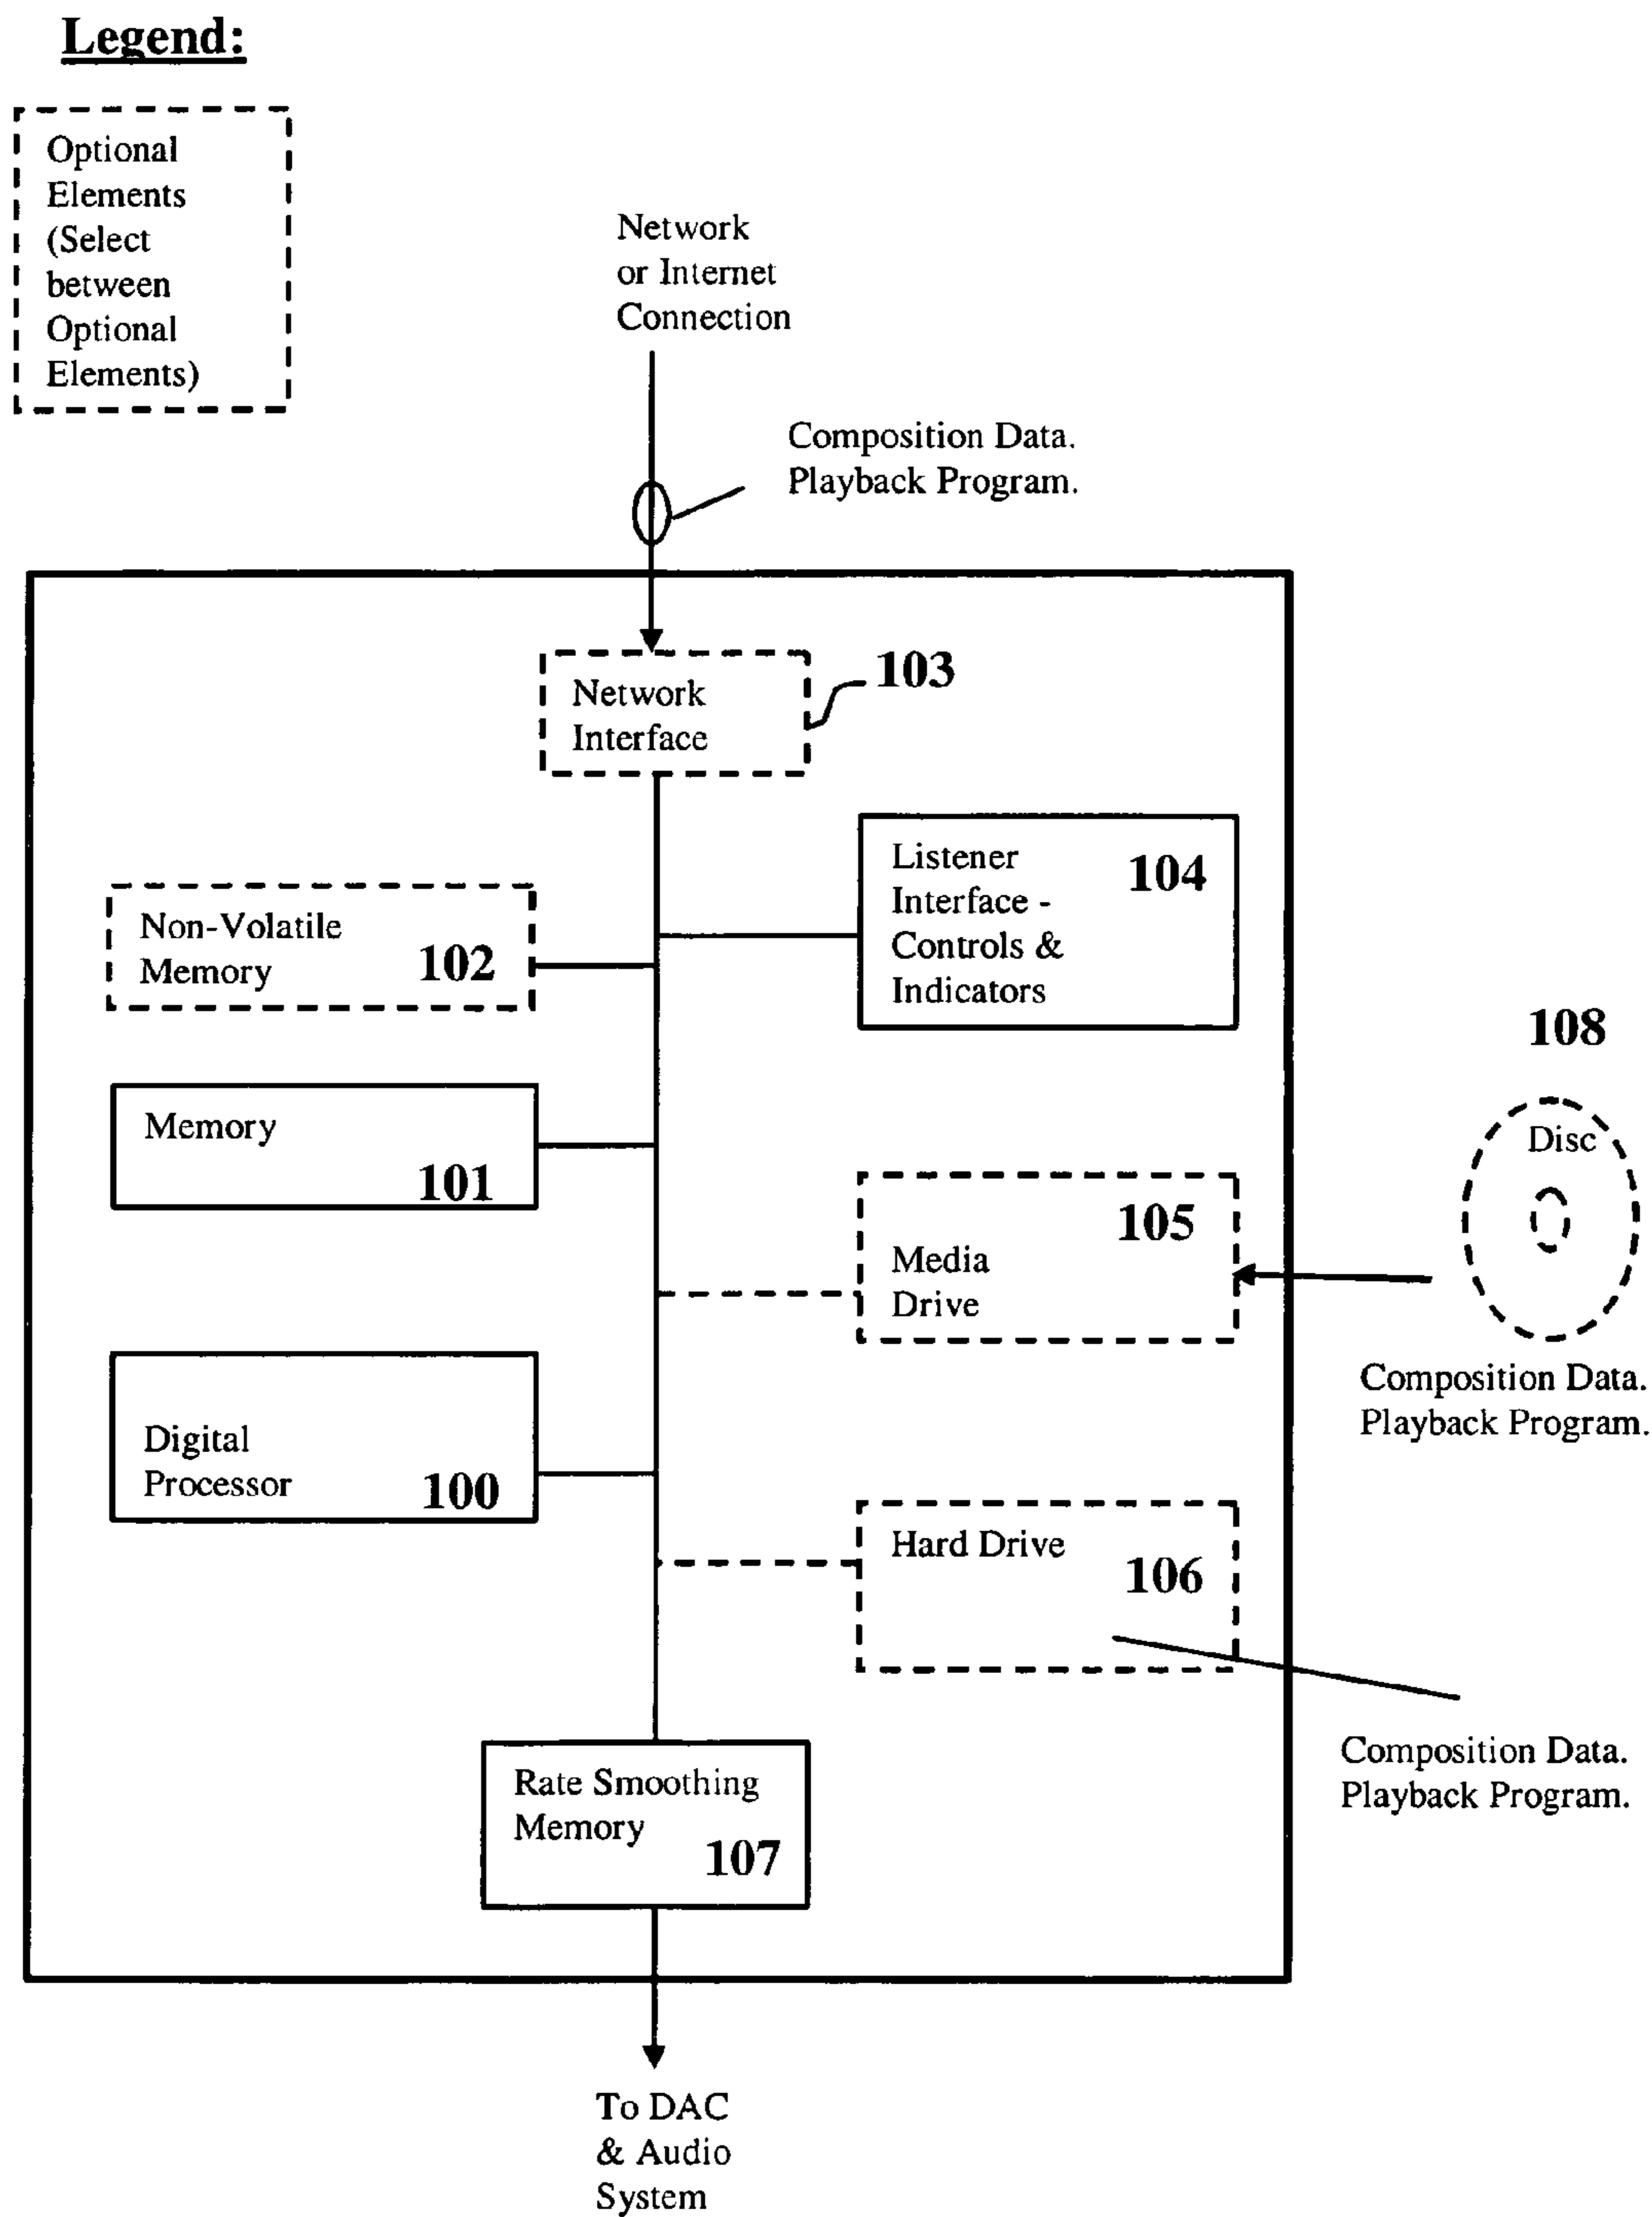 Legend:
Optional
Elements
(Select
between
Optional
Elements)
Network
or Internet
Connection
Composition Data.
Playback Program.
Network
Interface
103
Listener
Interface -
Controls &
Indicators
104
Non-Volatile
Memory
102
108
Disc
Memory
101
105
Media
Drive
Composition Data.
Playback Program.
Digital
Processor
100
Hard Drive
106
Composition Data.
Playback Program.
Rate Smoothing
Memory
107
To DAC
& Audio
System